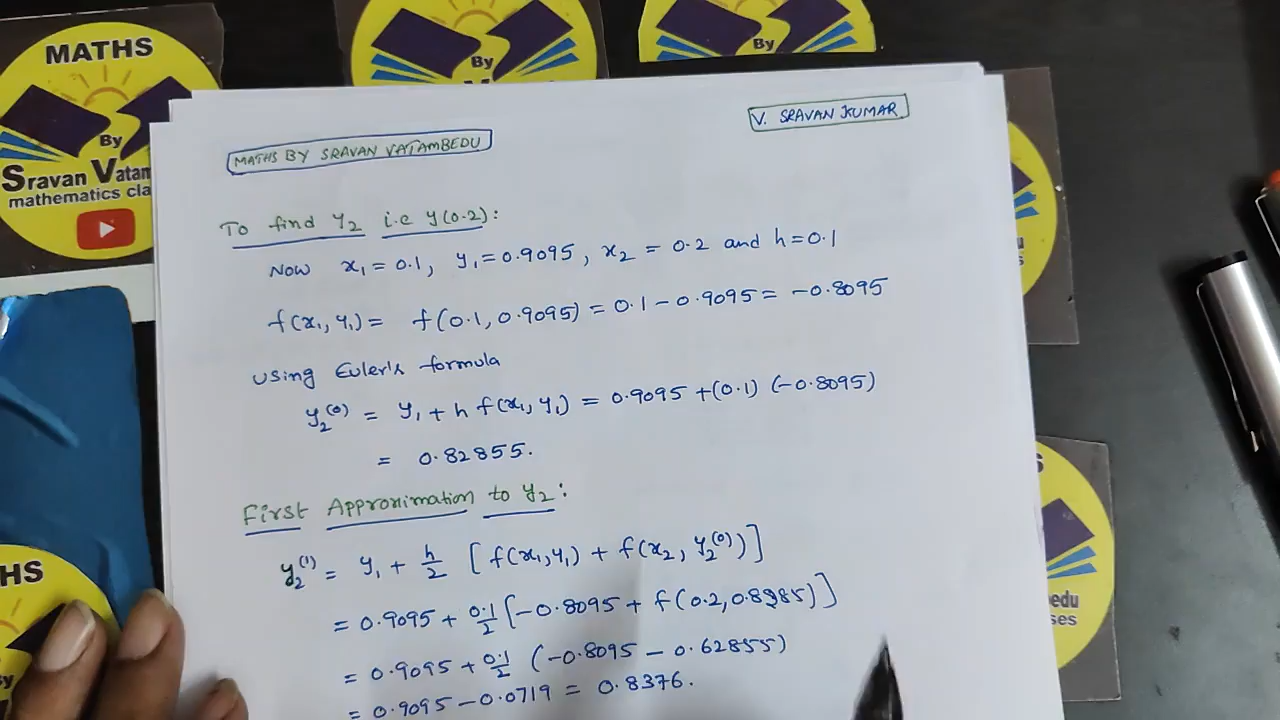 MATHS
By
Sravan Vatam
mathematics cla
By
By
MATHS BY SRAVAN VATAMBEDU
V. SRAVAN KUMAR
To find y₂ i.e y(0.2):
Now x₁ = 0.1, y₁ = 0.9095, x₂ = 0.2 and h = 0.1
f(x₁, y₁) = f(0.1, 0.9095) = 0.1 - 0.9095 = -0.8095
Using Euler's formula
y₂⁽⁰⁾ = y₁ + h f(x₁, y₁) = 0.9095 + (0.1) (-0.8095)
= 0.82855.
First Approximation to y₂:
y₂⁽¹⁾ = y₁ + h/2 [f(x₁, y₁) + f(x₂, y₂⁽⁰⁾)]
= 0.9095 + 0.1/2 [-0.8095 + f(0.2, )]
= 0.9095 + 0.1/2 (-0.8095 - 0.62855)
= 0.9095 - 0.0719 = 0.8376.
HS
edu
ses